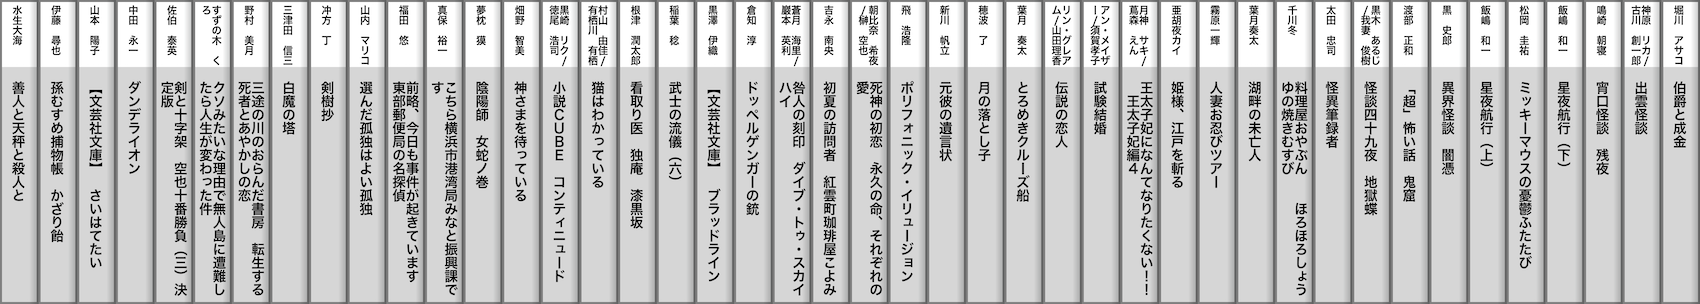 堀川　アサコ
伯爵と成金
神原　リカ/
古川　創一郎
出雲怪談
鳴崎　朝寝
宵口怪談　残夜
飯嶋　和一
星夜航行（下）
松岡　圭祐
ミッキーマウスの憂鬱ふたたび
飯嶋　和一
星夜航行（上）
黒　史郎
異界怪談　闇憑
渡部　正和
「超」怖い話　鬼窟
黒木　あるじ
/我妻　俊樹
怪談四十九夜　地獄蝶
太田　忠司
怪異筆録者
千川冬
料理屋おやぶん　　ほろほろしょう
ゆの焼きむすび
葉月奏太
湖畔の未亡人
霧原一輝
人妻お忍びツアー
亜胡夜カイ
姫様、江戸を斬る
月神　サキ/
蔦森　えん
王太子妃になんてなりたくない！！
　王太子妃編４
アン・メイザ
ー/須賀孝子
試験結婚
リン・グレア
ム/山田理香
伝説の恋人
葉月　奏太
とろめきクルーズ船
穂波　了
月の落とし子
新川　帆立
元彼の遺言状
飛　浩隆
ポリフォニック・イリュージョン
朝比奈　希夜
/榊　空也
死神の初恋　永久の命、それぞれの
愛
吉永　南央
初夏の訪問者　紅雲町珈琲屋こよみ
蒼月　海里/
巖本　英利
咎人の刻印　ダイブ・トゥ・スカイ
ハイ
倉知　淳
ドッペルゲンガーの銃
黒澤　伊織
【文芸社文庫】　ブラッドライン
稲葉　稔
武士の流儀（六）
根津　潤太郎
看取り医　独庵　漆黒坂
村山　由佳/
有栖川　有栖
猫はわかっている
黒崎　リク/
徳尾　浩司
小説ＣＵＢＥ　コンティニュード
畑野　智美
神さまを待っている
夢枕　獏
陰陽師　女蛇ノ巻
真保　裕一
こちら横浜市港湾局みなと振興課で
す
福田　悠
前略、今日も事件が起きています
東部郵便局の名探偵
山内　マリコ
選んだ孤独はよい孤独
冲方　丁
剣樹抄
三津田　信三
白魔の塔
野村　美月
三途の川のおらんだ書房　転生する
死者とあやかしの恋
すずの木　く
ろ
クソみたいな理由で無人島に遭難し
たら人生が変わった件
佐伯　泰英
剣と十字架　空也十番勝負（三）決
定版
中田　永一
ダンデライオン
山本　陽子
【文芸社文庫】　さいはてたい
伊藤　尋也
孫むすめ捕物帳　かざり飴
水生大海
善人と天秤と殺人と